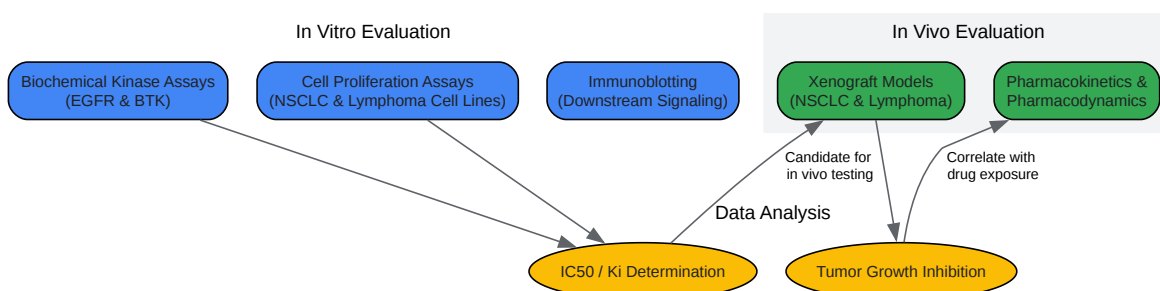 In Vitro Evaluation
In Vivo Evaluation
Biochemical Kinase Assays
(EGFR & BTK)
Cell Proliferation Assays
(NSCLC & Lymphoma Cell Lines)
Immunoblotting
(Downstream Signaling)
Xenograft Models
(NSCLC & Lymphoma)
Pharmacokinetics &
Pharmacodynamics
Candidate for
in vivo testing
Correlate with
drug exposure
Data Analysis
IC50 / Ki Determination
Tumor Growth Inhibition